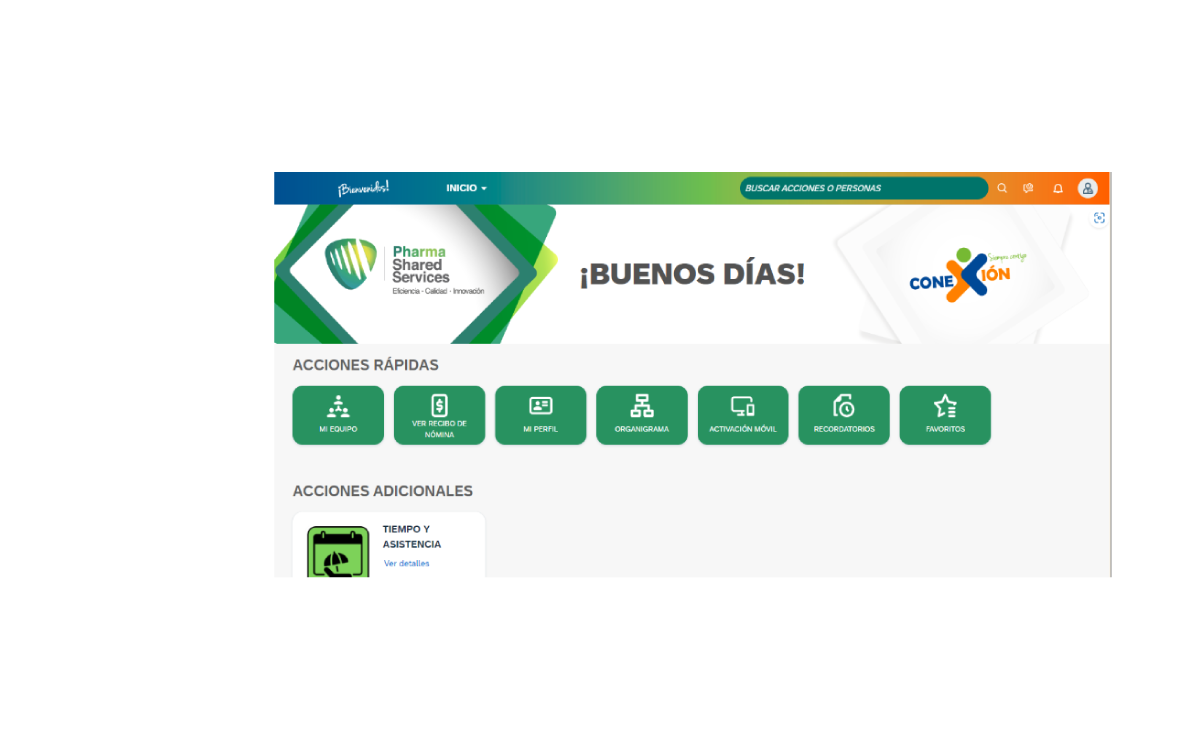 ¡Bienvenidos!
INICIO
BUSCAR ACCIONES O PERSONAS
Pharma
Shared
Services
Eficiencia - Calidad - Innovación
¡BUENOS DÍAS!
Siempre contigo
CONEXIÓN
ACCIONES RÁPIDAS
MI EQUIPO
VER RECIBO DE
NÓMINA
MI PERFIL
ORGANIGRAMA
ACTIVACIÓN MÓVIL
RECORDATORIOS
FAVORITOS
ACCIONES ADICIONALES
TIEMPO Y
ASISTENCIA
Ver detalles